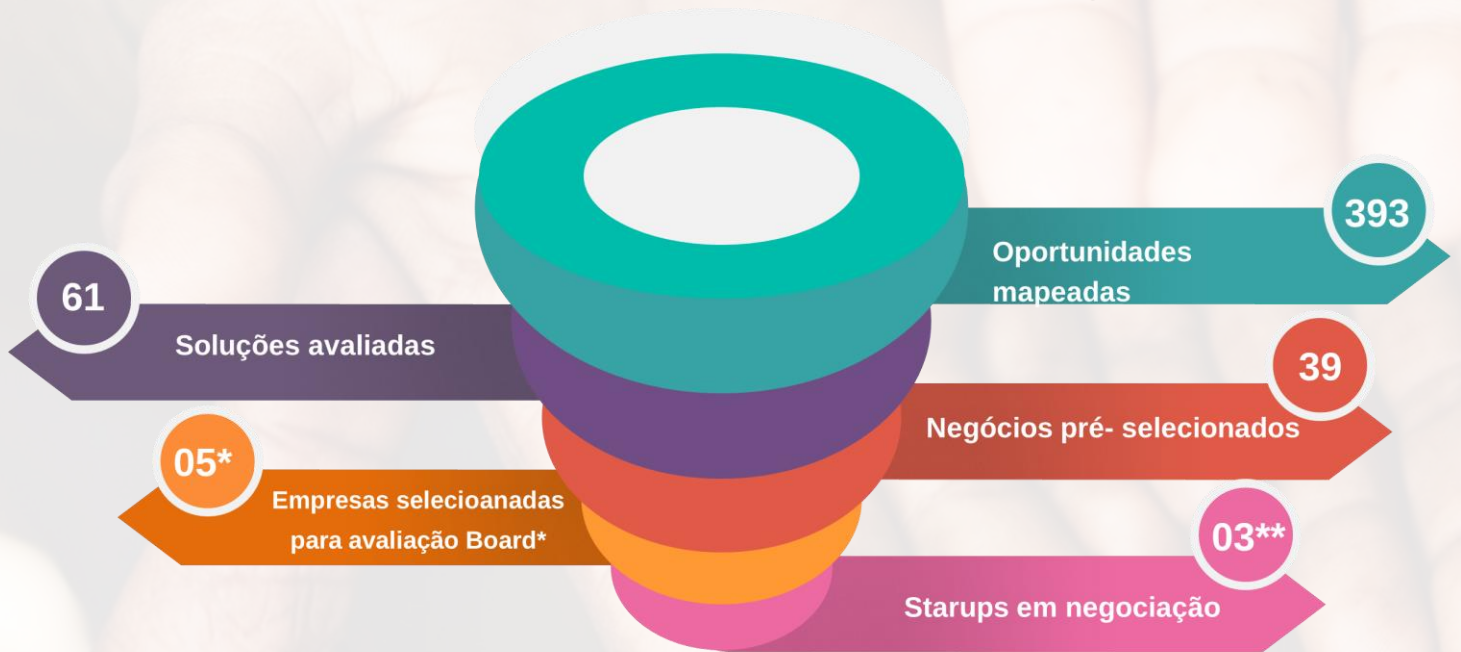 393
Oportunidades
mapeadas
61
Soluções avaliadas
39
Negócios pré- selecionados
05*
Empresas selecioanadas
para avaliação Board*
03**
Starups em negociação